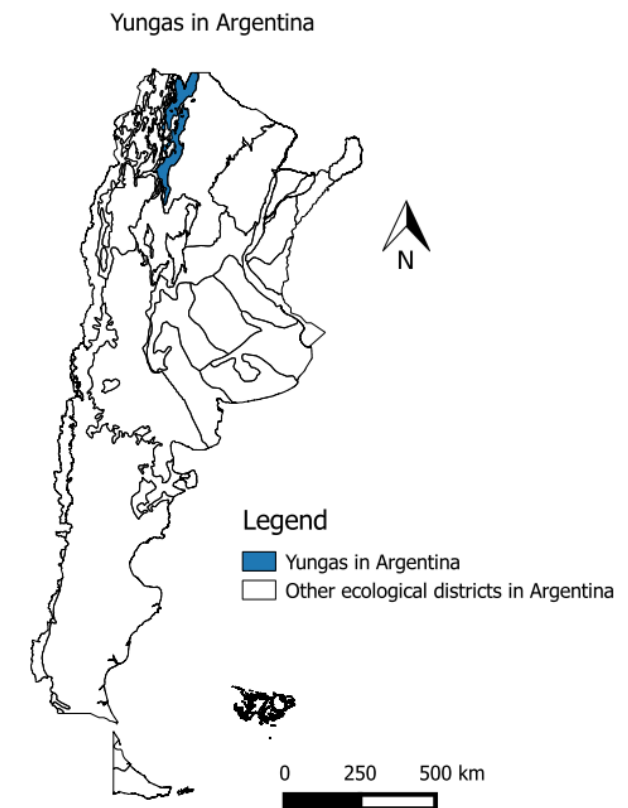 Yungas in Argentina
N
Legend
Yungas in Argentina
Other ecological districts in Argentina
0 250 500 km